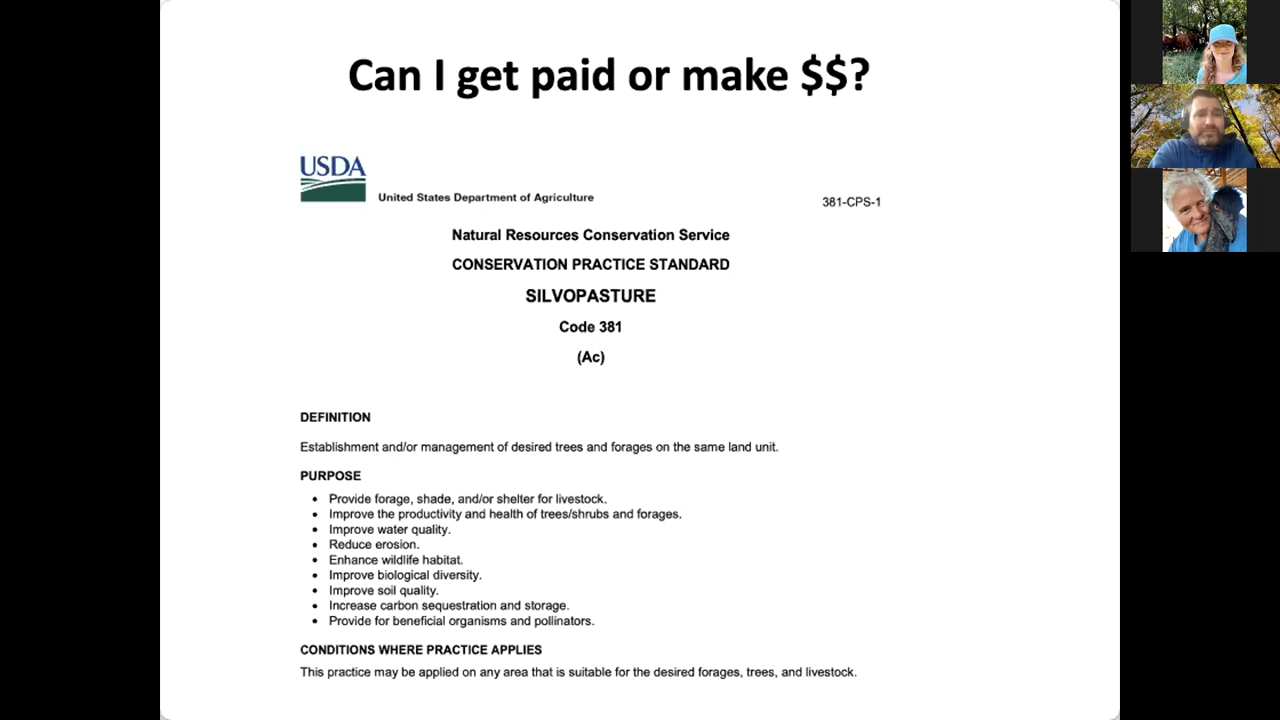 Can I get paid or make $$?
USDA
United States Department of Agriculture
381-CPS-1
Natural Resources Conservation Service
CONSERVATION PRACTICE STANDARD
SILVOPASTURE
Code 381
(Ac)
DEFINITION
Establishment and/or management of desired trees and forages on the same land unit.
PURPOSE
• Provide forage, shade, and/or shelter for livestock.
• Improve the productivity and health of trees/shrubs and forages.
• Improve water quality.
• Reduce erosion.
• Enhance wildlife habitat.
• Improve biological diversity.
• Improve soil quality.
• Increase carbon sequestration and storage.
• Provide for beneficial organisms and pollinators.
CONDITIONS WHERE PRACTICE APPLIES
This practice may be applied on any area that is suitable for the desired forages, trees, and livestock.